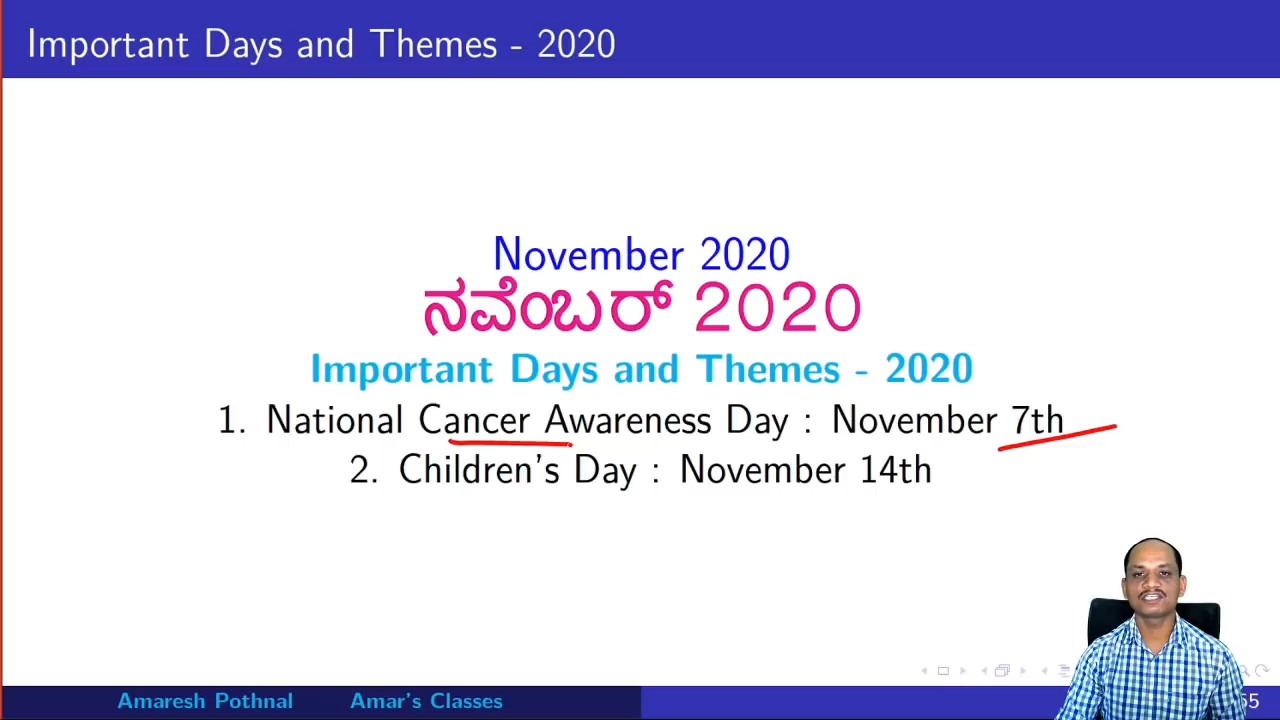 Important Days and Themes - 2020
November 2020
ನವೆಂಬರ್ 2020
Important Days and Themes - 2020
1. National Cancer Awareness Day : November 7th
2. Children's Day : November 14th
Amaresh Pothnal Amar's Classes
55